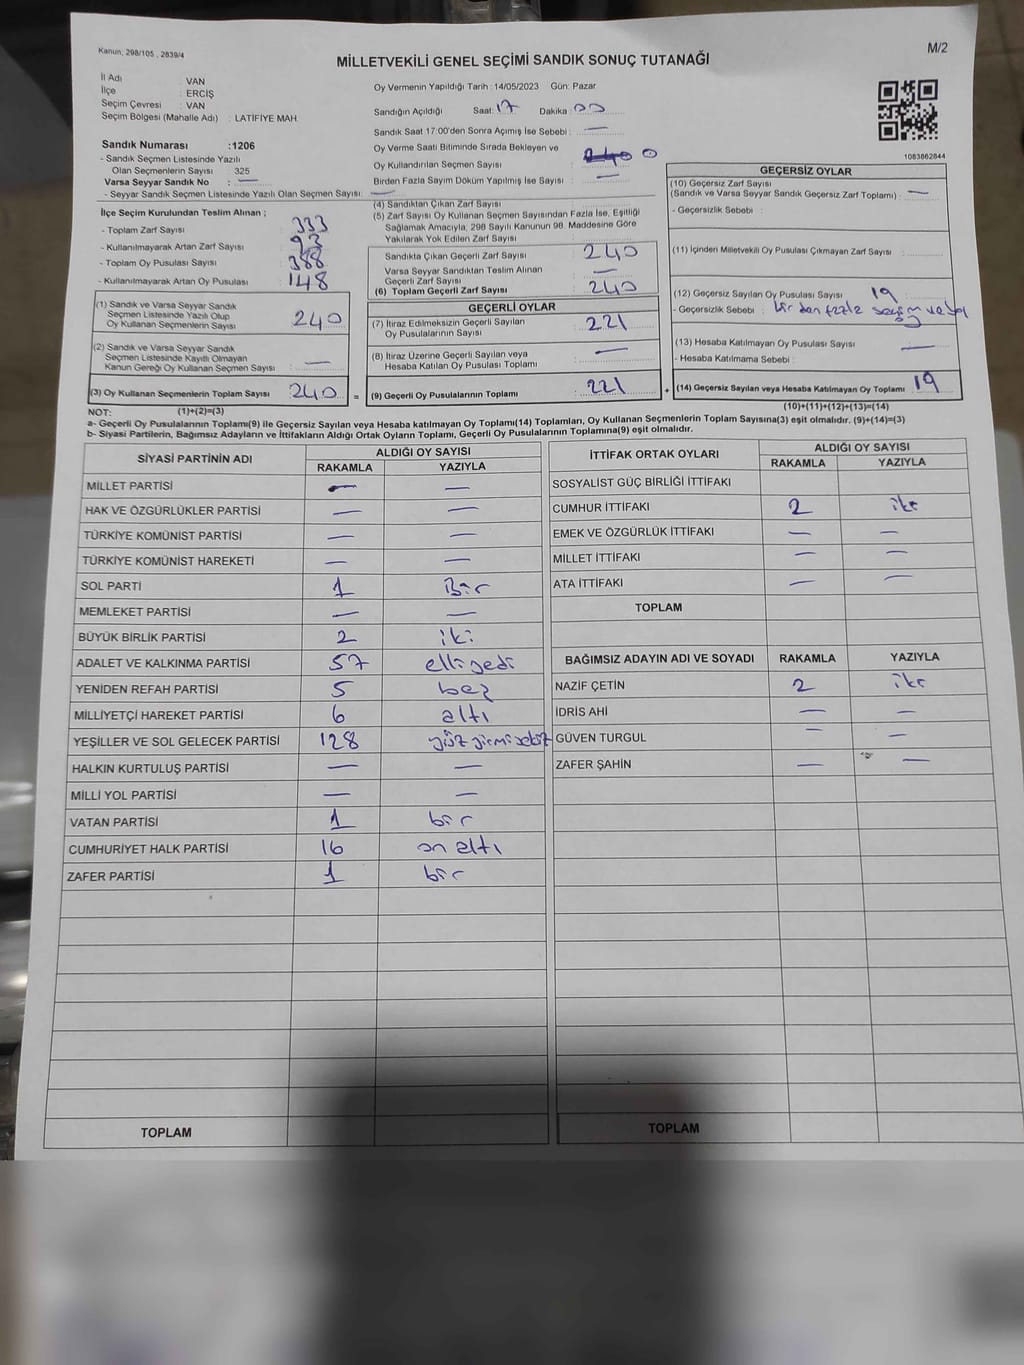 Kanun; 298/105 , 2839/4
M/2
MİLLETVEKİLİ GENEL SEÇİMİ SANDIK SONUÇ TUTANAĞI
İl Adı : VAN
İlçe : ERCİŞ
Seçim Çevresi : VAN
Seçim Bölgesi (Mahalle Adı) : LATİFİYE MAH.
Sandık Numarası :1206
- Sandık Seçmen Listesinde Yazılı
Olan Seçmenlerin Sayısı : 325
Varsa Seyyar Sandık No : —
- Seyyar Sandık Seçmen Listesinde Yazılı Olan Seçmen Sayısı: —
Oy Vermenin Yapıldığı Tarih :14/05/2023 Gün: Pazar
Sandığın Açıldığı Saat: 17 Dakika :00
Sandık Saat 17:00'den Sonra Açımış İse Sebebi : —
Oy Verme Saati Bitiminde Sırada Bekleyen ve
Oy Kullandırılan Seçmen Sayısı : 0
Birden Fazla Sayım Döküm Yapılmış İse Sayısı : —
1083862844
İlçe Seçim Kurulundan Teslim Alınan ;
- Toplam Zarf Sayısı : 333
- Kullanılmayarak Artan Zarf Sayısı : 93
- Toplam Oy Pusulası Sayısı : 388
- Kullanılmayarak Artan Oy Pusulası : 148
(1) Sandık ve Varsa Seyyar Sandık
Seçmen Listesinde Yazılı Olup
Oy Kullanan Seçmenlerin Sayısı : 240
(2) Sandık ve Varsa Seyyar Sandık
Seçmen Listesinde Kayıtlı Olmayan
Kanun Gereği Oy Kullanan Seçmen Sayısı : —
(3) Oy Kullanan Seçmenlerin Toplam Sayısı : 240
(1)+(2)=(3)
(4) Sandıktan Çıkan Zarf Sayısı :
(5) Zarf Sayısı Oy Kullanan Seçmen Sayısından Fazla İse, Eşitliği
Sağlamak Amacıyla; 298 Sayılı Kanunun 98. Maddesine Göre
Yakılarak Yok Edilen Zarf Sayısı :
Sandıkta Çıkan Geçerli Zarf Sayısı : 240
Varsa Seyyar Sandıktan Teslim Alınan
Geçerli Zarf Sayısı : —
(6) Toplam Geçerli Zarf Sayısı : 240
GEÇERLİ OYLAR
(7) İtiraz Edilmeksizin Geçerli Sayılan
Oy Pusulalarının Sayısı : 221
(8) İtiraz Üzerine Geçerli Sayılan veya
Hesaba Katılan Oy Pusulası Toplamı : —
= (9) Geçerli Oy Pusulalarının Toplamı : 221
GEÇERSİZ OYLAR
(10) Geçersiz Zarf Sayısı
(Sandık ve Varsa Seyyar Sandık Geçersiz Zarf Toplamı) : —
- Geçersizlik Sebebi :
(11) İçinden Milletvekili Oy Pusulası Çıkmayan Zarf Sayısı :
(12) Geçersiz Sayılan Oy Pusulası Sayısı : 19
- Geçersizlik Sebebi : birden fazla seçim
(13) Hesaba Katılmayan Oy Pusulası Sayısı : —
- Hesaba Katılmama Sebebi :
+ (14) Geçersiz Sayılan veya Hesaba Katılmayan Oy Toplamı : 19
(10)+(11)+(12)+(13)=(14)
NOT:
a- Geçerli Oy Pusulaları Toplamı(9) ile Geçersiz Sayılan veya Hesaba katılmayan Oy Toplamı(14) Toplamları, Oy Kullanan Seçmenlerin Toplam Sayısına(3) eşit olmalıdır. (9)+(14)=(3)
b- Siyasi Partilerin, Bağımsız Adayların ve İttifakların Aldığı Ortak Oyların Toplamı, Geçerli Oy Pusulalarının Toplamına(9) eşit olmalıdır.
SİYASİ PARTİNİN ADI ALDIĞI OY SAYISI
RAKAMLA YAZIYLA
MİLLET PARTİSİ — —
HAK VE ÖZGÜRLÜKLER PARTİSİ — —
TÜRKİYE KOMÜNİST PARTİSİ — —
TÜRKİYE KOMÜNİST HAREKETİ — —
SOL PARTİ 1 Bir
MEMLEKET PARTİSİ — —
BÜYÜK BİRLİK PARTİSİ 2 iki
ADALET VE KALKINMA PARTİSİ 57 elli yedi
YENİDEN REFAH PARTİSİ 5 beş
MİLLİYETÇİ HAREKET PARTİSİ 6 altı
YEŞİLLER VE SOL GELECEK PARTİSİ 128 yüz yirmi sekiz
HALKIN KURTULUŞ PARTİSİ — —
MİLLİ YOL PARTİSİ — —
VATAN PARTİSİ 1 bir
CUMHURİYET HALK PARTİSİ 16 on altı
ZAFER PARTİSİ 1 bir
TOPLAM
İTTİFAK ORTAK OYLARI ALDIĞI OY SAYISI
RAKAMLA YAZIYLA
SOSYALİST GÜÇ BİRLİĞİ İTTİFAKI
CUMHUR İTTİFAKI 2 iki
EMEK VE ÖZGÜRLÜK İTTİFAKI — —
MİLLET İTTİFAKI — —
ATA İTTİFAKI — —
TOPLAM
BAĞIMSIZ ADAYIN ADI VE SOYADI RAKAMLA YAZIYLA
NAZİF ÇETİN 2 iki
İDRİS AHİ — —
GÜVEN TURGUL — —
ZAFER ŞAHİN — —
TOPLAM